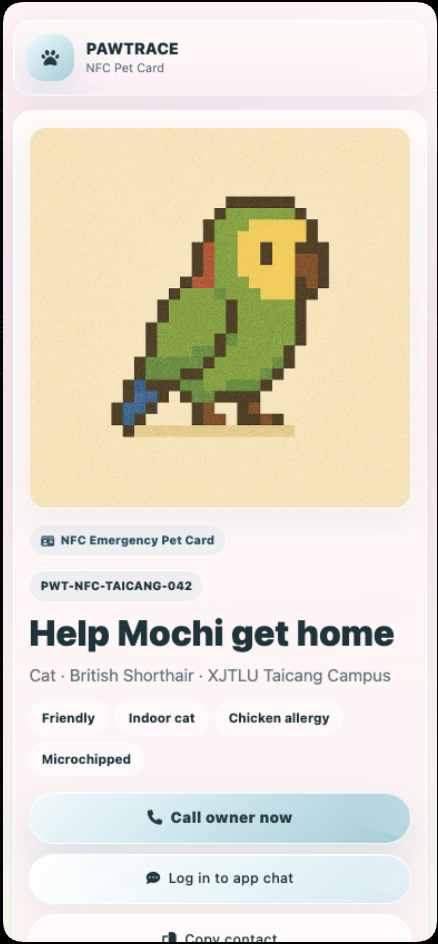 PAWTRACE
NFC Pet Card
NFC Emergency Pet Card
PWT-NFC-TAICANG-042
Help Mochi get home
Cat · British Shorthair · XJTLU Taicang Campus
Friendly
Indoor cat
Chicken allergy
Microchipped
Call owner now
Log in to app chat
Copy contact